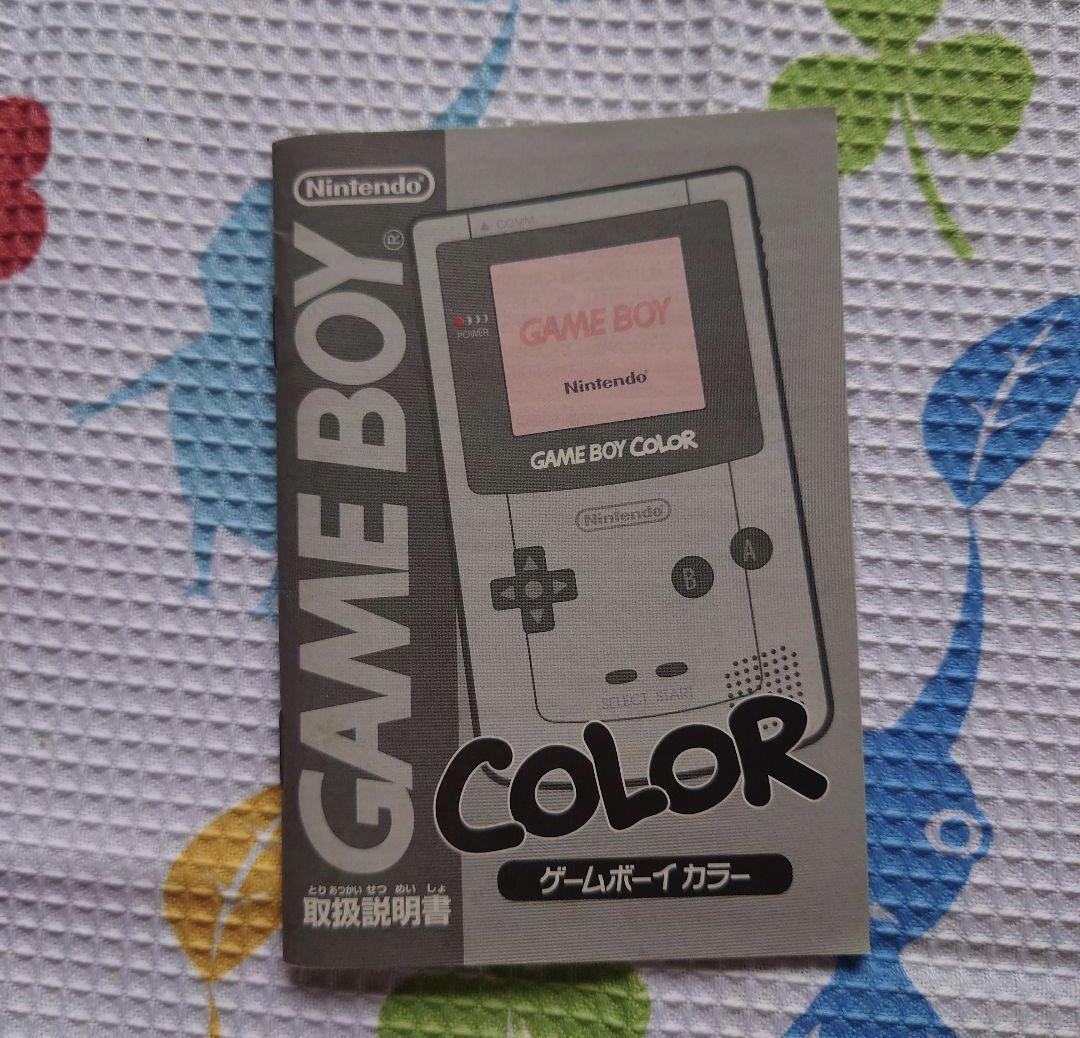 Nintendo®
GAME BOY®
とりあつかいせつめいしょ
取扱説明書
▲ COMM.
POWER
GAME BOY
Nintendo®
GAME BOY COLOR
Nintendo
A
B
SELECT START
COLOR
ゲームボーイ カラー